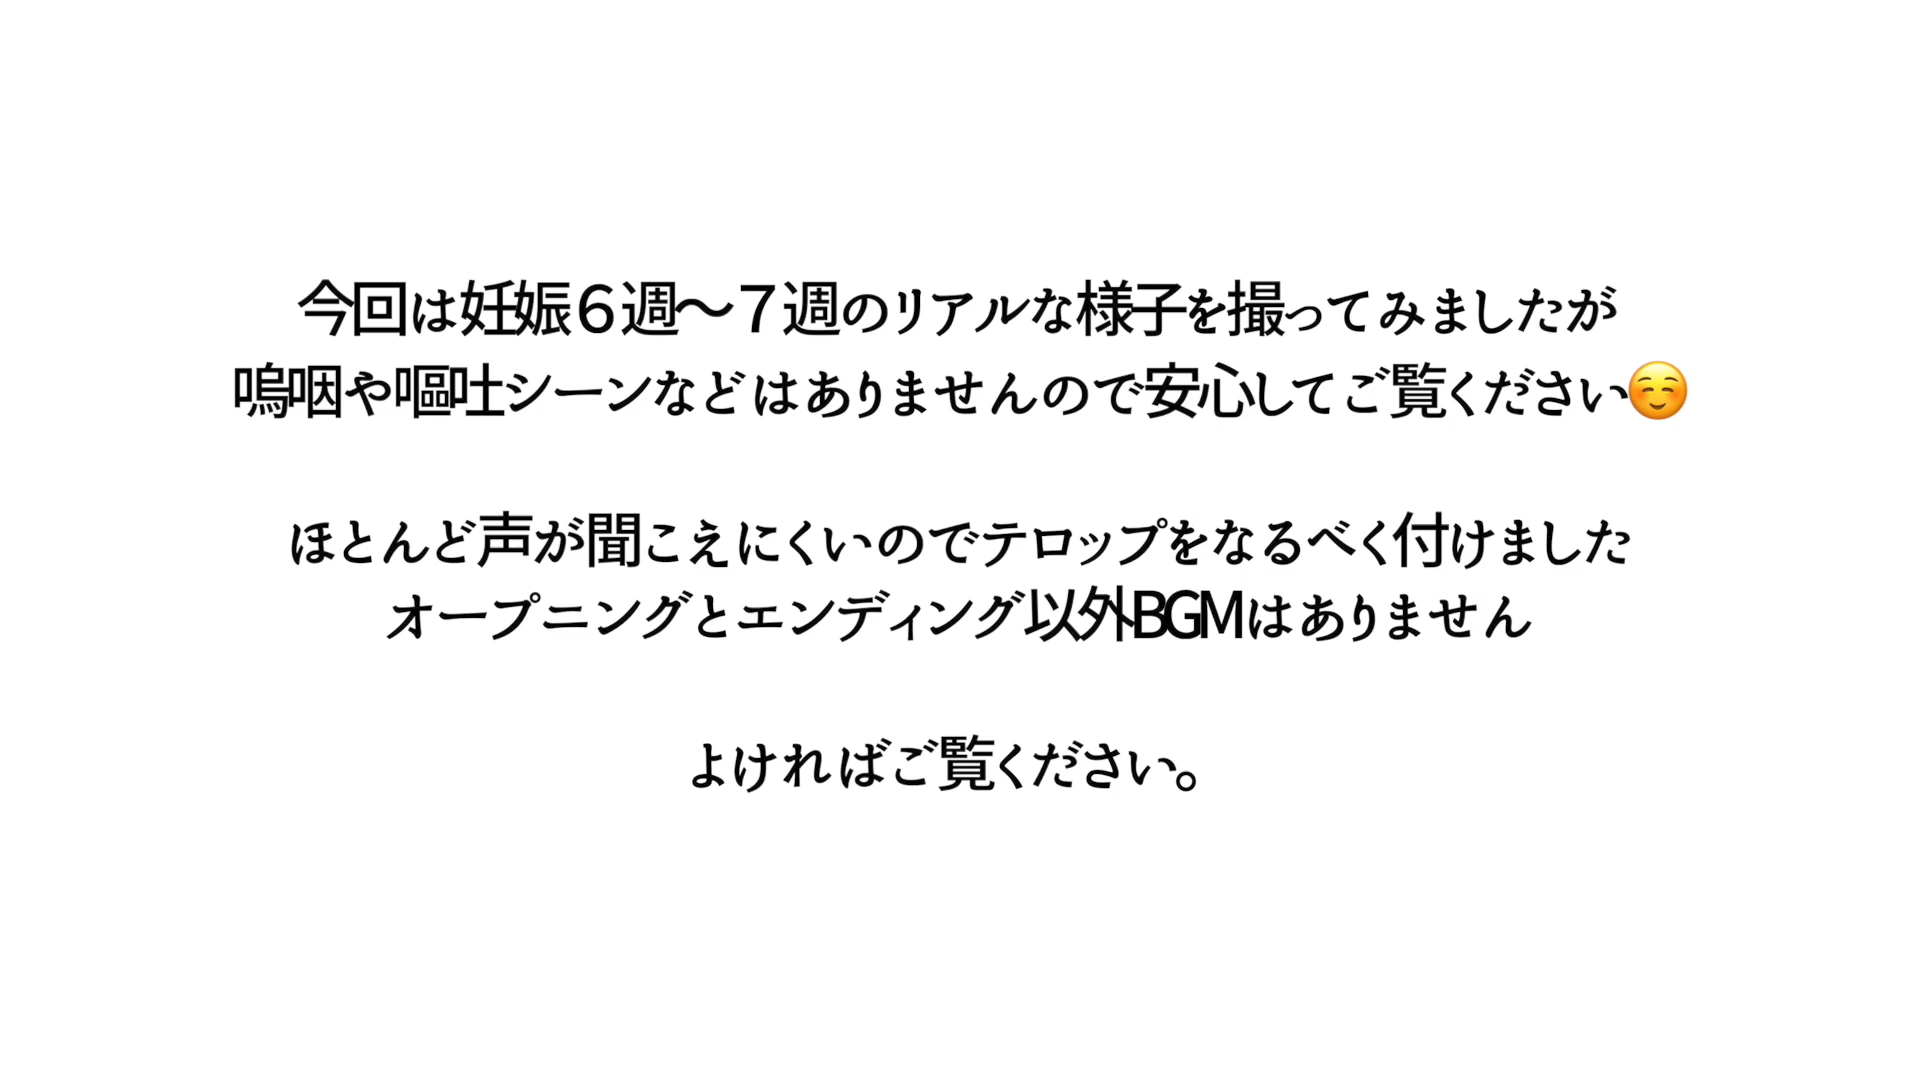 今回は妊娠６週〜７週のリアルな様子を撮ってみましたが
嗚咽や嘔吐シーンなどはありませんので安心してご覧ください☺️
ほとんど声が聞こえにくいのでテロップをなるべく付けました
オープニングとエンディング以外BGMはありません
よければご覧ください。